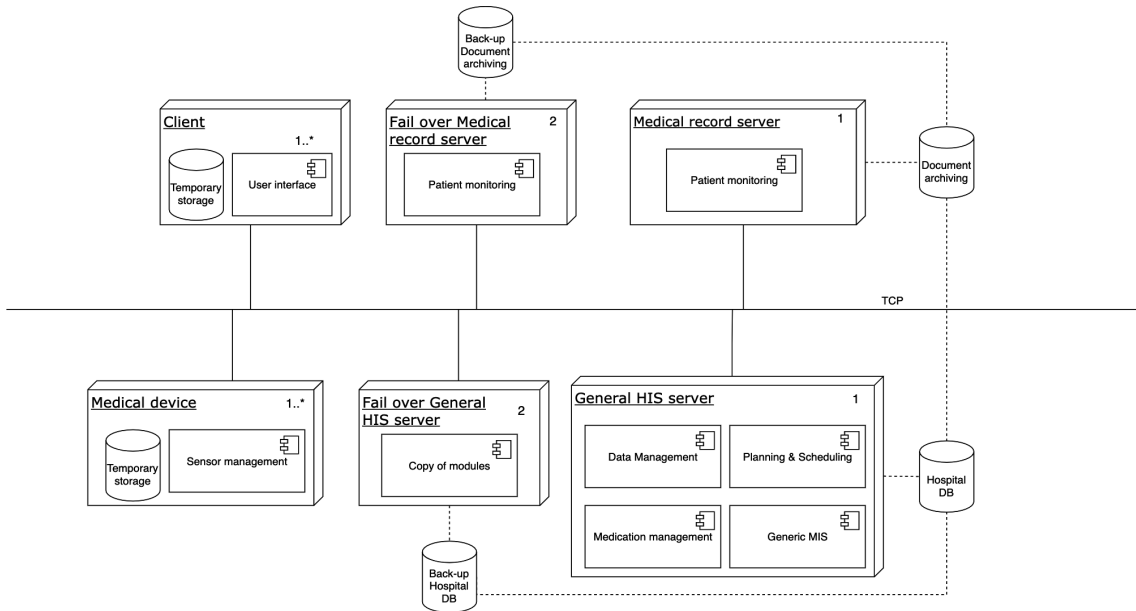 Back-up
Document
archiving
Client
1..*
Temporary
storage
User interface
Fail over Medical
record server
2
Patient monitoring
Medical record server
1
Patient monitoring
Document
archiving
TCP
Medical device
1..*
Temporary
storage
Sensor management
Fail over General
HIS server
2
Copy of modules
General HIS server
1
Data Management
Planning & Scheduling
Medication management
Generic MIS
Hospital
DB
Back-up
Hospital
DB